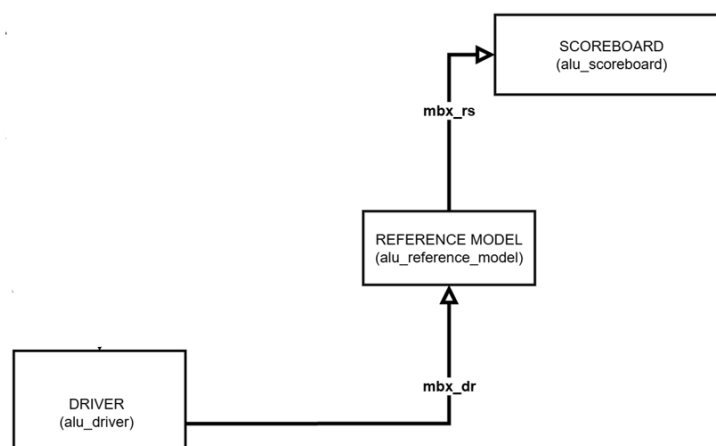 SCOREBOARD
(alu_scoreboard)
mbx_rs
REFERENCE MODEL
(alu_reference_model)
mbx_dr
DRIVER
(alu_driver)